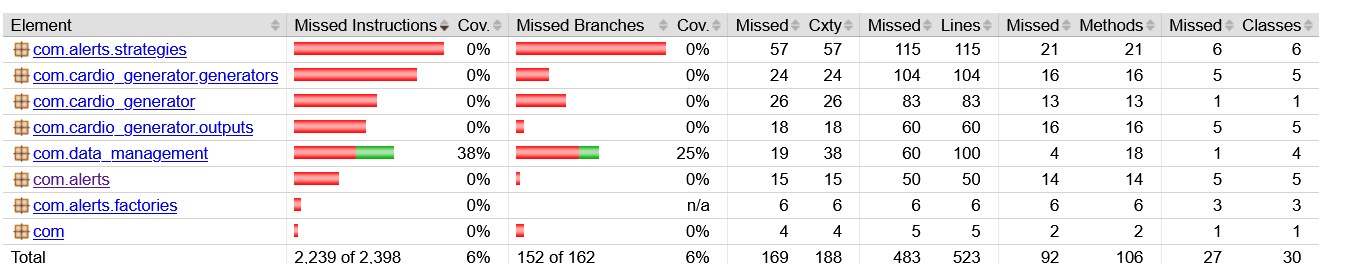 Element Missed Instructions Cov. Missed Branches Cov. Missed Cxty Missed Lines Missed Methods Missed Classes
com.alerts.strategies 0% 0% 57 57 115 115 21 21 6 6
com.cardio_generator.generators 0% 0% 24 24 104 104 16 16 5 5
com.cardio_generator 0% 0% 26 26 83 83 13 13 1 1
com.cardio_generator.outputs 0% 0% 18 18 60 60 16 16 5 5
com.data_management 38% 25% 19 38 60 100 4 18 1 4
com.alerts 0% 0% 15 15 50 50 14 14 5 5
com.alerts.factories 0% n/a 6 6 6 6 6 6 3 3
com 0% 0% 4 4 5 5 2 2 1 1
Total 2,239 of 2,398 6% 152 of 162 6% 169 188 483 523 92 106 27 30